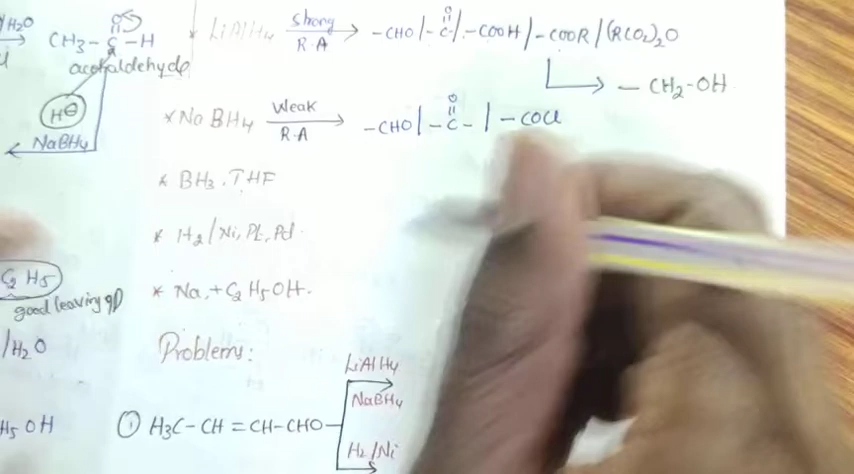 /H2O
CH3-C-H
O
acetaldehyde
H⊖
NaBH4
C2H5
good leaving gp
/H2O
H5OH
* LiAlH4 strong R.A → -CHO/-C-/-COOH/-COOR/(RCO2)2O
O
→ -CH2-OH
* NaBH4 Weak R.A → -CHO/-C-/-COCl
O
* BH3.THF
* H2/Ni, Pt, Pd.
* Na+C2H5OH.
Problems:
① H3C-CH=CH-CHO
LiAlH4
NaBH4
H2/Ni